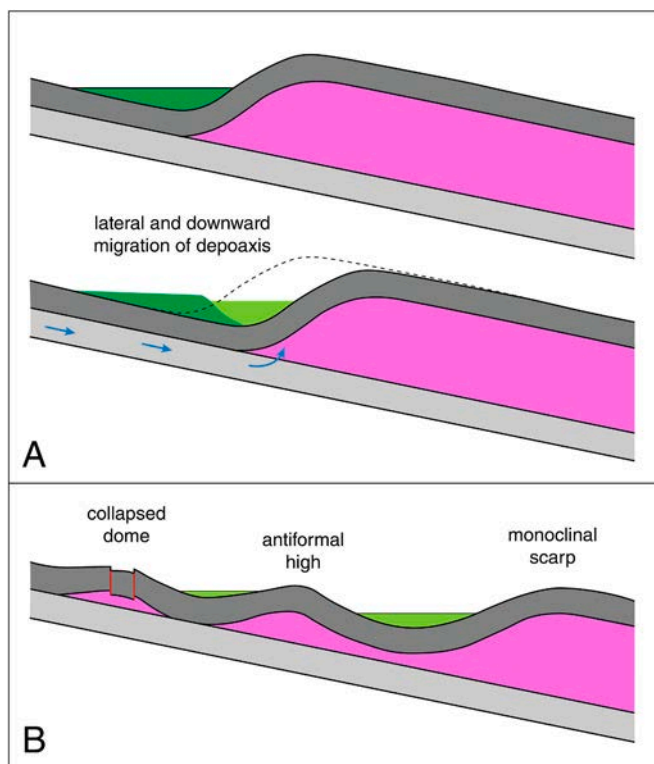 lateral and downward
migration of depoaxis
A
collapsed
dome
antiformal
high
monoclinal
scarp
B